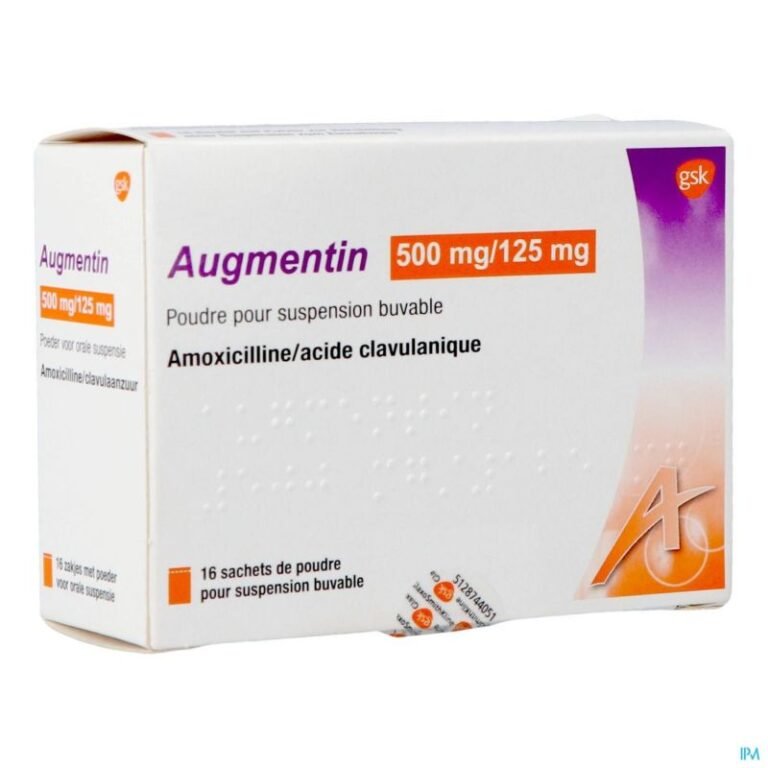 gsk
Augmentin
500 mg/125 mg
Poeder voor orale suspensie
Amoxicilline/clavulaanzuur
16 zakjes met poeder
voor orale suspensie
gsk
Augmentin 500 mg/125 mg
Poudre pour suspension buvable
Amoxicilline/acide clavulanique
16 sachets de poudre
pour suspension buvable
5128744051
gsk
gsk
IPM